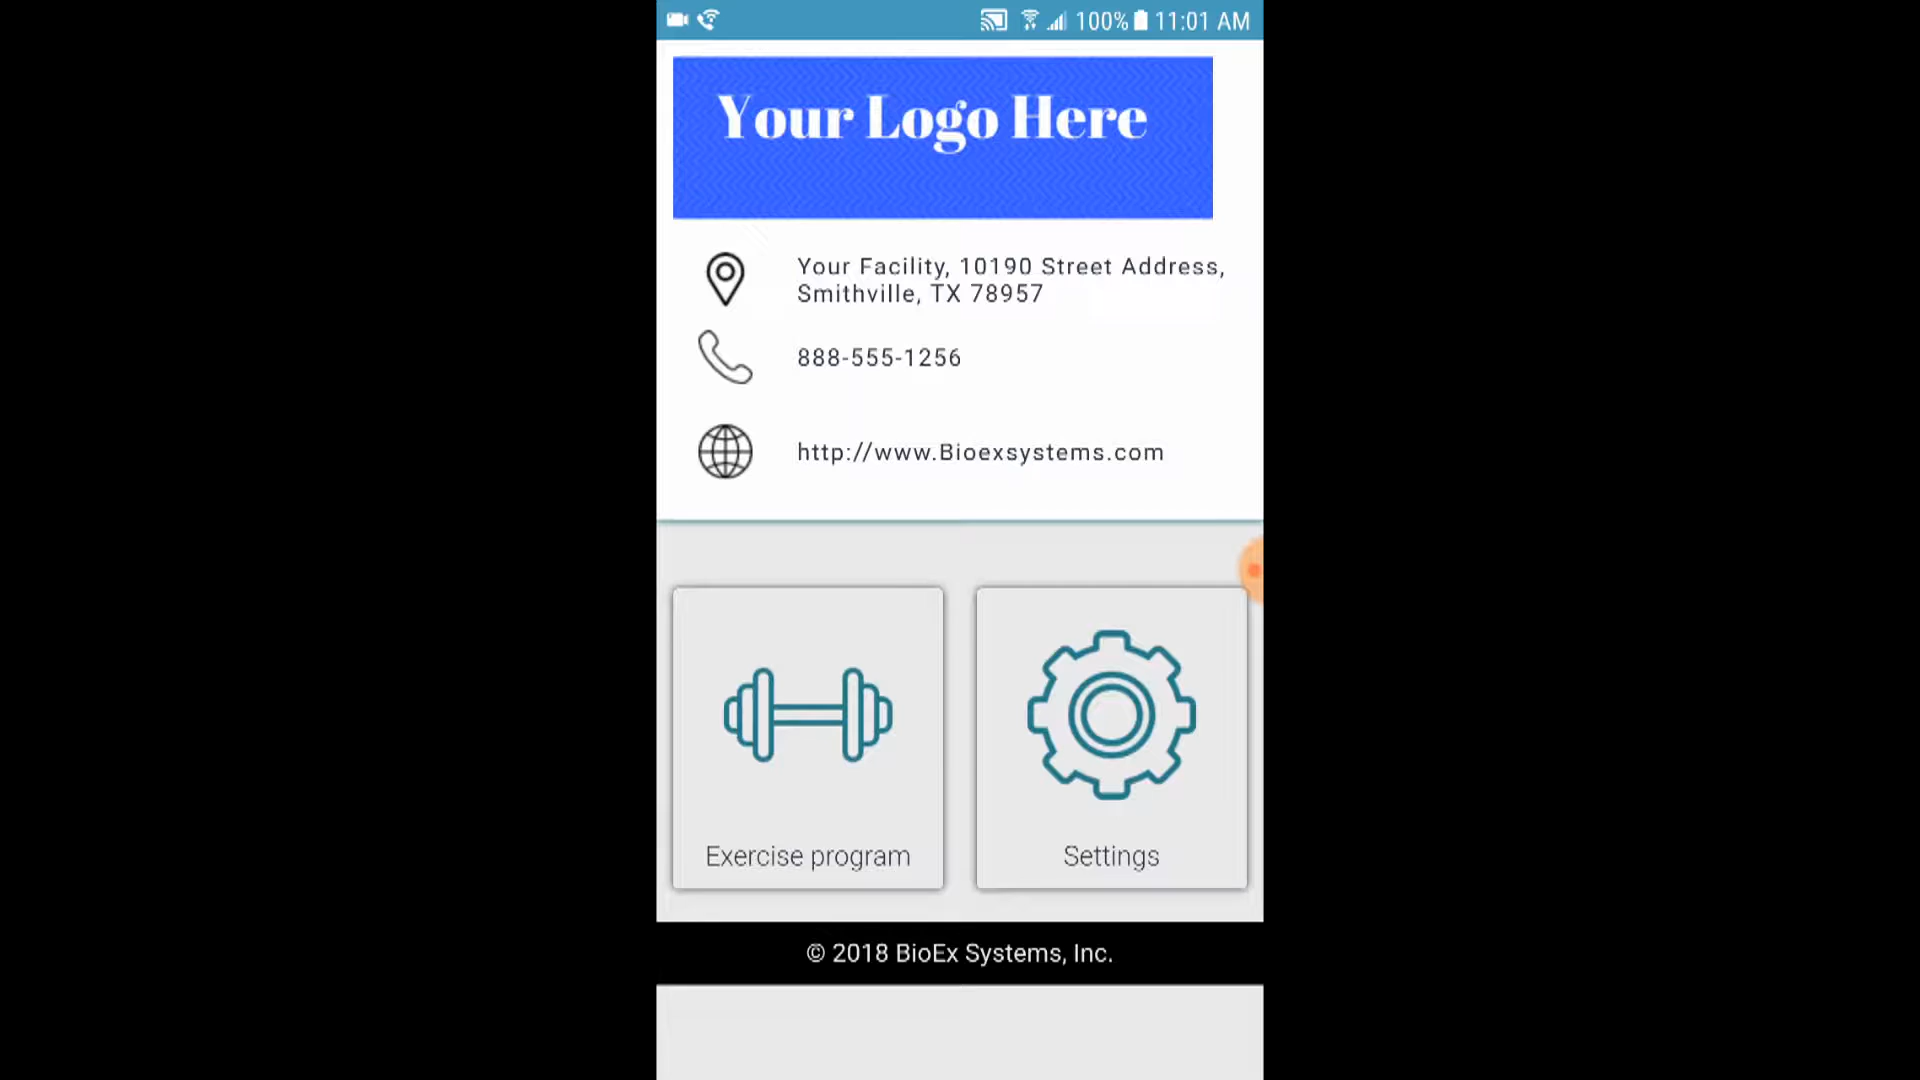 100% 11:01 AM
Your Logo Here
Your Facility, 10190 Street Address,
Smithville, TX 78957
888-555-1256
http://www.Bioexsystems.com
Exercise program
Settings
© 2018 BioEx Systems, Inc.